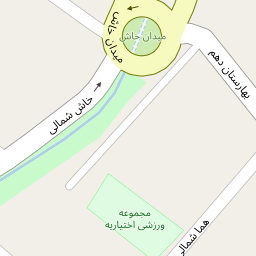 میدان خاش
میدان خاش
بهارستان دهم
خاش شمالی
مجموعه
ورزشی اختیاریه
هما شمالی